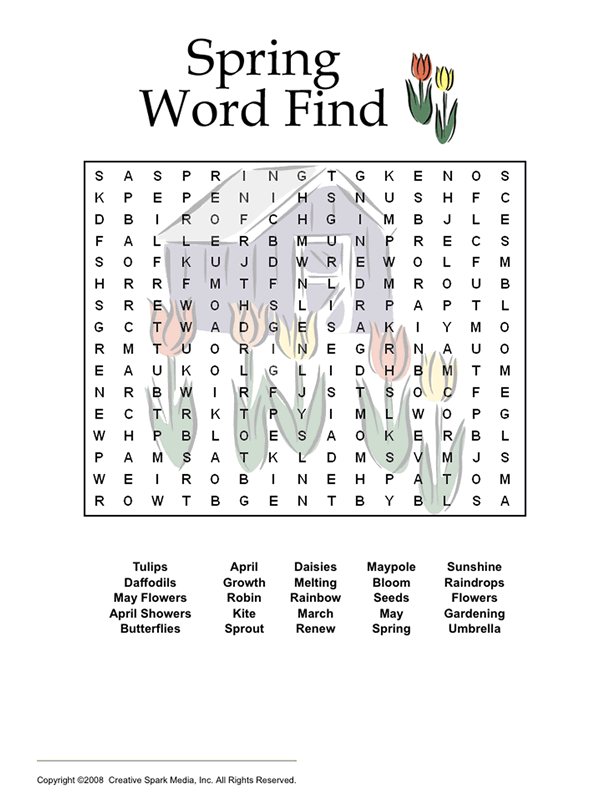 Spring
Word Find
S A S P R I N G T G K E N O S
K P E P E N I H S N U S H F C
D B I R O F C H G I M B J L E
F A L L E R B M U N P R E C S
S O F K U J D W R E W O L F M
H R R F M T F N L D M R O U B
S R E W O H S L I R P A P T L
G C T W A D G E S A K I Y M O
R M T U O R I N E G R N A U O
E A U K O L G L I D H B M T M
N R B W I R F J S T S O C F E
E C T R K T P Y I M L W O P G
W H P B L O E S A O K E R B L
P A M S A T K L D M S V M J S
W E I R O B I N E H P A T O M
R O W T B G E N T B Y B L S A
Tulips April Daisies Maypole Sunshine
Daffodils Growth Melting Bloom Raindrops
May Flowers Robin Rainbow Seeds Flowers
April Showers Kite March May Gardening
Butterflies Sprout Renew Spring Umbrella
Copyright ©2008 Creative Spark Media, Inc. All Rights Reserved.